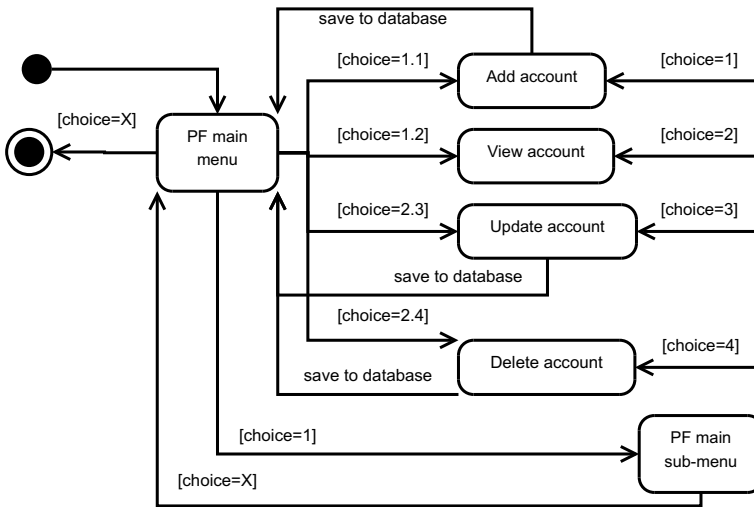 save to database
[choice=1.1]
Add account
[choice=1]
[choice=X]
PF main
menu
[choice=1.2]
View account
[choice=2]
[choice=2.3]
Update account
[choice=3]
save to database
[choice=2.4]
Delete account
[choice=4]
save to database
[choice=1]
PF main
sub-menu
[choice=X]